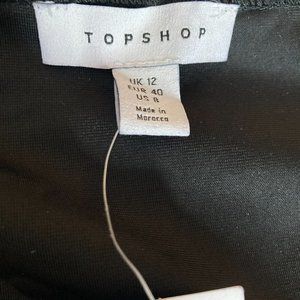 TOPSHOP
UK 12
EUR 40
US 8
Made in
Morocco